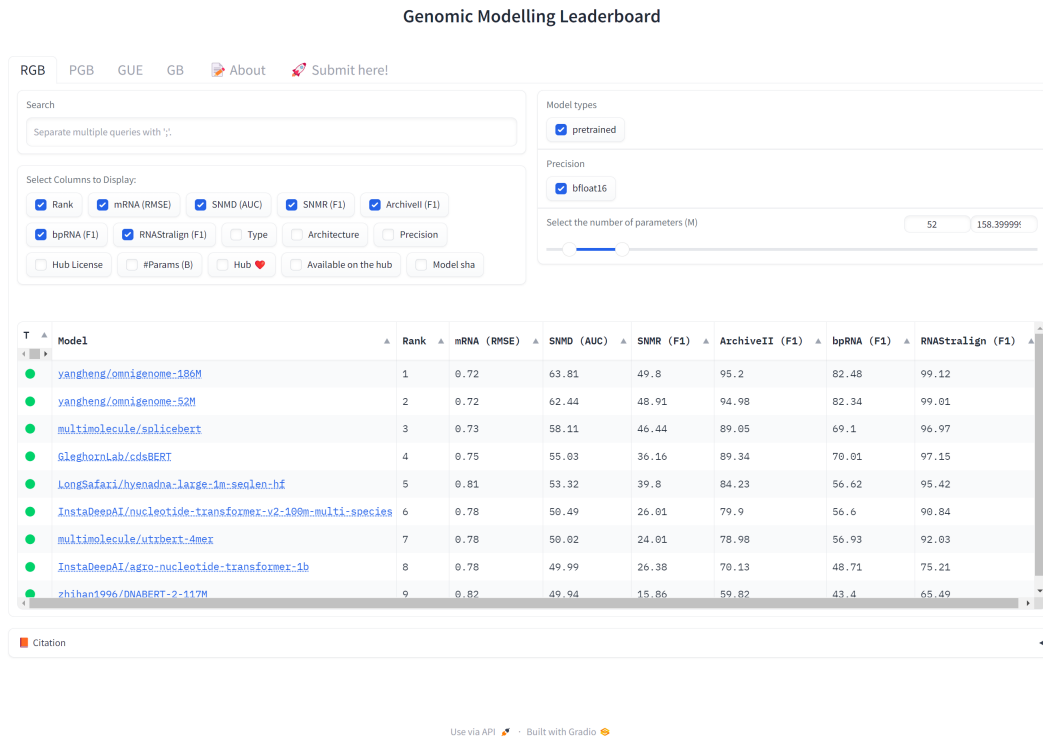 Genomic Modelling Leaderboard
RGB PGB GUE GB 📝 About 🚀 Submit here!
Search
Separate multiple queries with ';'.
Select Columns to Display:
Rank mRNA (RMSE) SNMD (AUC) SNMR (F1) ArchiveII (F1)
bpRNA (F1) RNAStralign (F1) Type Architecture Precision
Hub License #Params (B) Hub ❤️ Available on the hub Model sha
Model types
pretrained
Precision
bfloat16
Select the number of parameters (M) 52 158.399999
T Model Rank mRNA (RMSE) SNMD (AUC) SNMR (F1) ArchiveII (F1) bpRNA (F1) RNAStralign (F1)
yangheng/omnigenome-186M 1 0.72 63.81 49.8 95.2 82.48 99.12
yangheng/omnigenome-52M 2 0.72 62.44 48.91 94.98 82.34 99.01
multimolecule/splicebert 3 0.73 58.11 46.44 89.05 69.1 96.97
GleghornLab/cdsBERT 4 0.75 55.03 36.16 89.34 70.01 97.15
LongSafari/hyenadna-large-1m-seqlen-hf 5 0.81 53.32 39.8 84.23 56.62 95.42
InstaDeepAI/nucleotide-transformer-v2-100m-multi-species 6 0.78 50.49 26.01 79.9 56.6 90.84
multimolecule/utrbert-4mer 7 0.78 50.02 24.01 78.98 56.93 92.03
InstaDeepAI/agro-nucleotide-transformer-1b 8 0.78 49.99 26.38 70.13 48.71 75.21
zhihan1996/DNABERT-2-117M 9 0.82 49.94 15.86 59.82 43.4 65.49
📕 Citation
Use via API 🚀 · Built with Gradio